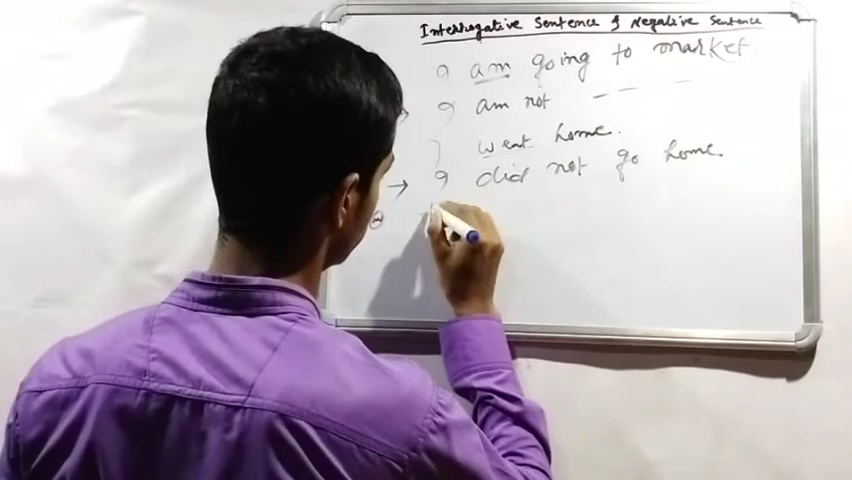 Interrogative Sentence & Negative Sentence
I am going to market.
I am not - - -
I went home.
→ I did not go home.